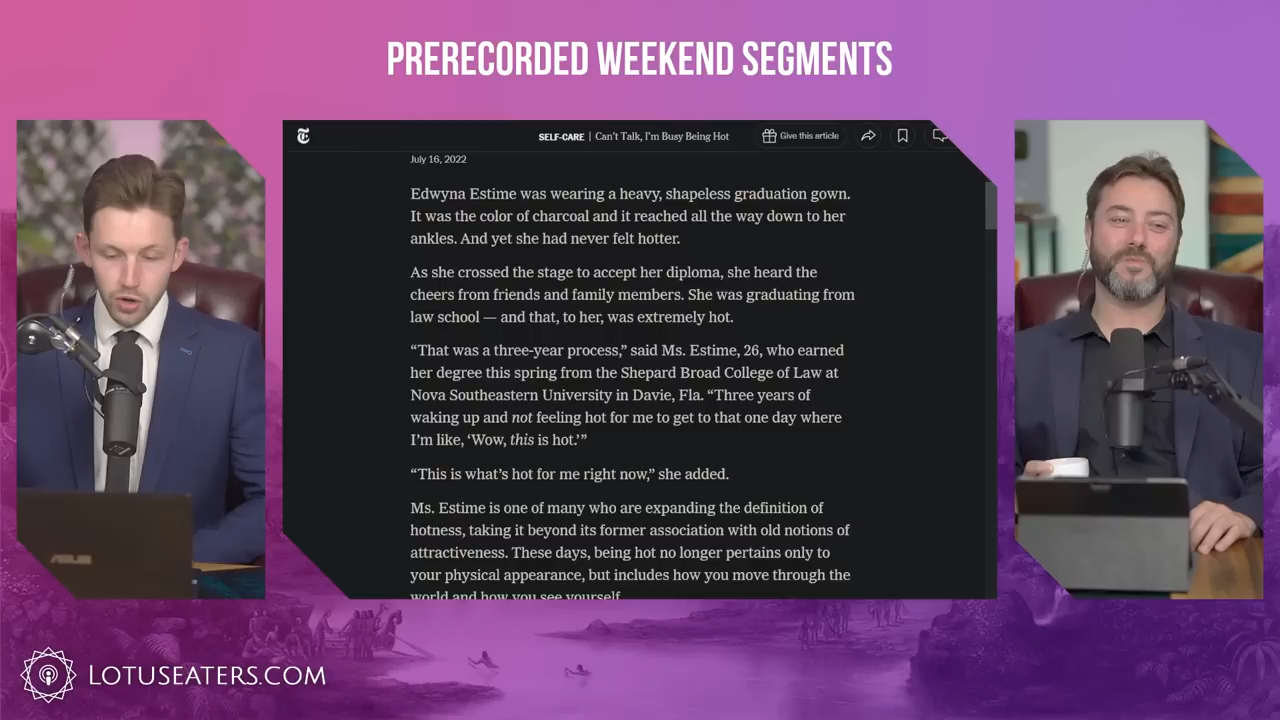 PRERECORDED WEEKEND SEGMENTS
SELF-CARE | Can't Talk, I'm Busy Being Hot
Give this article
July 16, 2022
Edwyna Estime was wearing a heavy, shapeless graduation gown.
It was the color of charcoal and it reached all the way down to her
ankles. And yet she had never felt hotter.
As she crossed the stage to accept her diploma, she heard the
cheers from friends and family members. She was graduating from
law school — and that, to her, was extremely hot.
“That was a three-year process,” said Ms. Estime, 26, who earned
her degree this spring from the Shepard Broad College of Law at
Nova Southeastern University in Davie, Fla. “Three years of
waking up and not feeling hot for me to get to that one day where
I’m like, ‘Wow, this is hot.’”
“This is what’s hot for me right now,” she added.
Ms. Estime is one of many who are expanding the definition of
hotness, taking it beyond its former association with old notions of
attractiveness. These days, being hot no longer pertains only to
your physical appearance, but includes how you move through the
world and how you see yourself.
LOTUSEATERS.COM